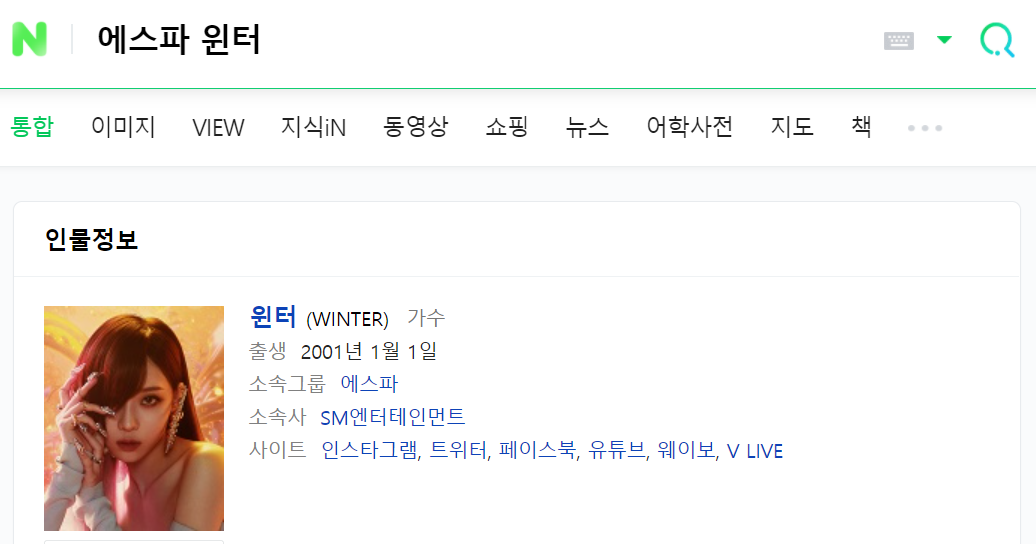 N 에스파 윈터
통합 이미지 VIEW 지식iN 동영상 쇼핑 뉴스 어학사전 지도 책
인물정보
윈터 (WINTER) 가수
출생 2001년 1월 1일
소속그룹 에스파
소속사 SM엔터테인먼트
사이트 인스타그램, 트위터, 페이스북, 유튜브, 웨이보, V LIVE